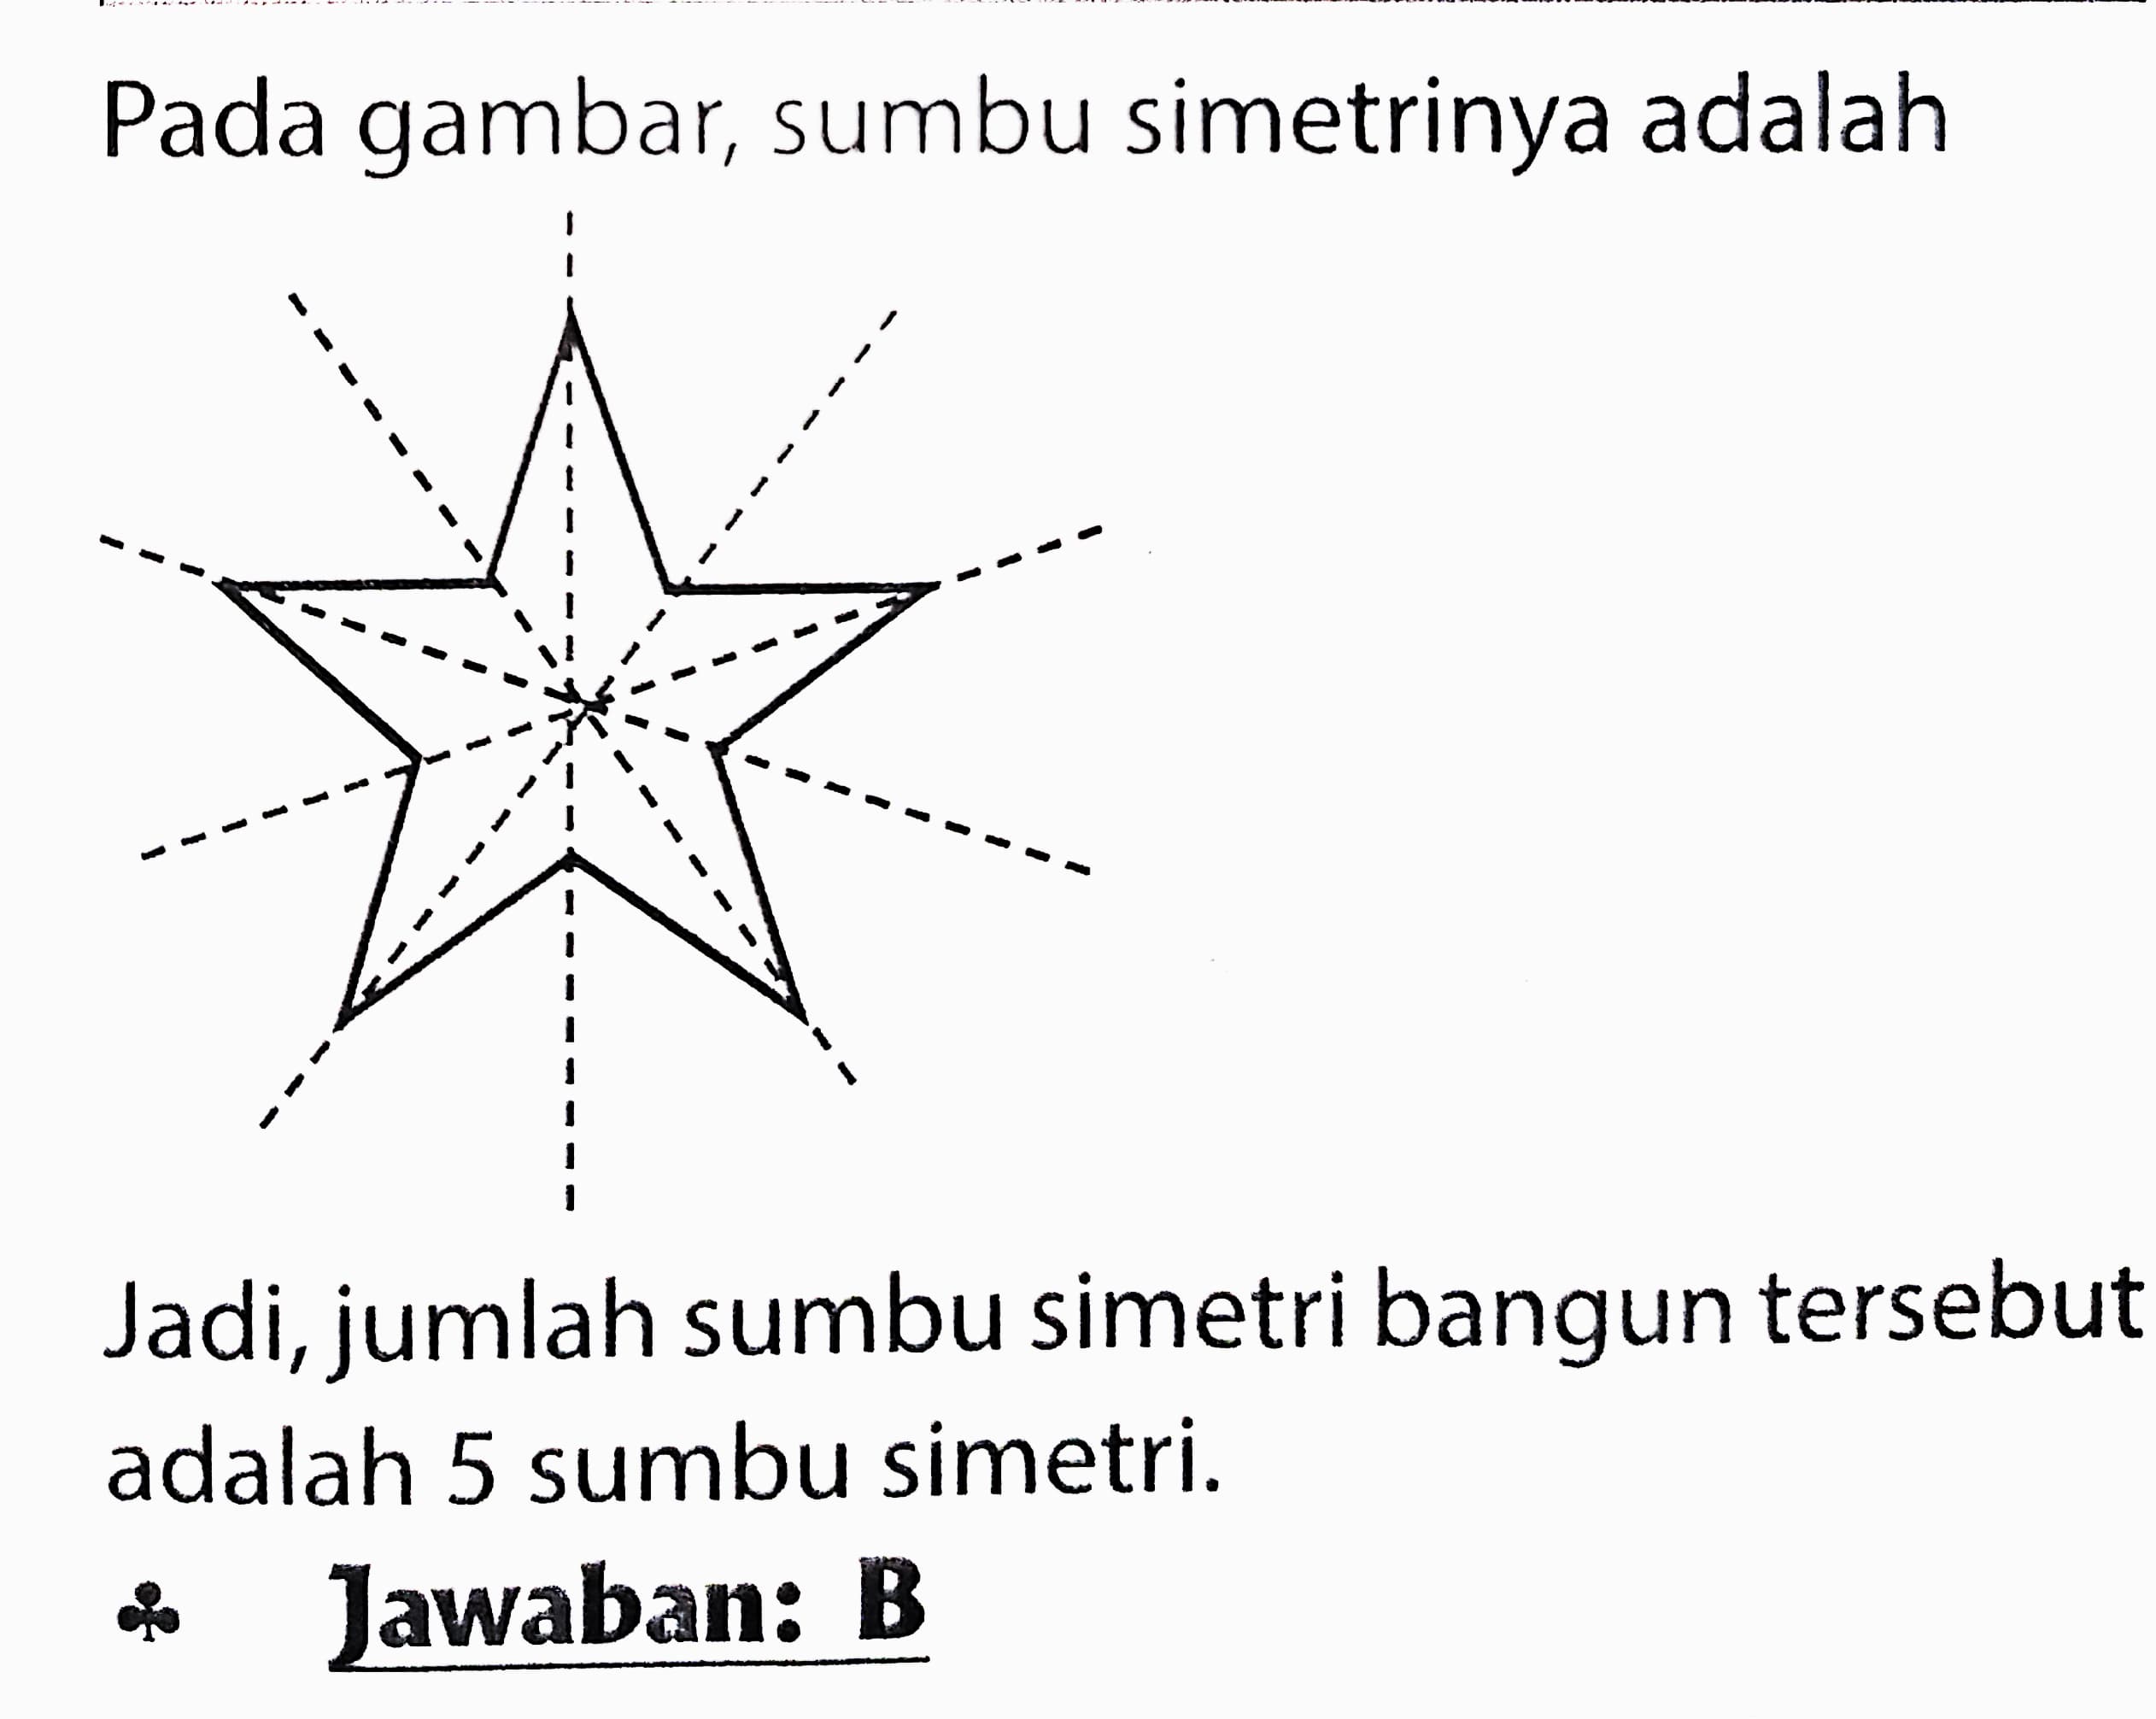 Pada gambar, sumbu simetrinya adalah
Jadi, jumlah sumbu simetri bangun tersebut
adalah 5 sumbu simetri.
♣ Jawaban: B